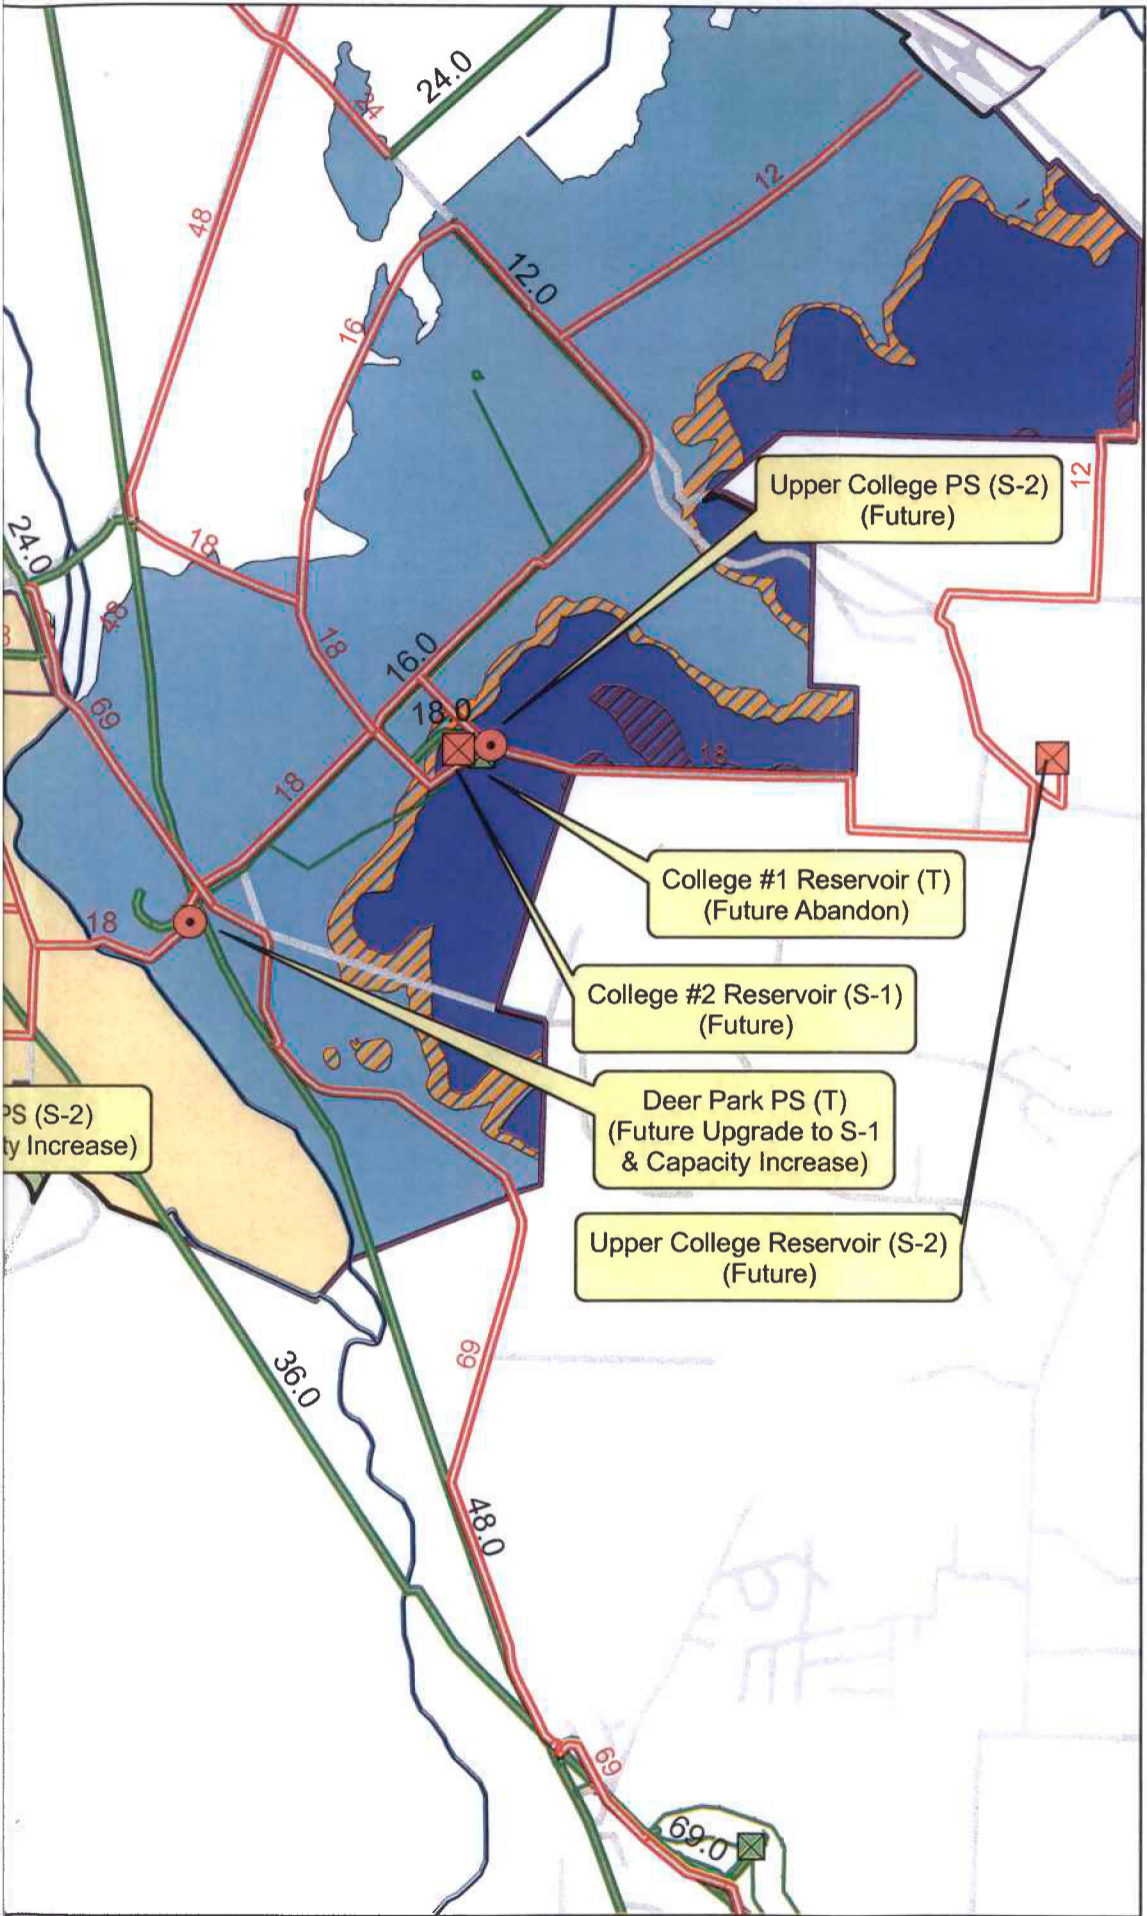 24.0
24
48
12
12.0
16
12
Upper College PS (S-2)
(Future)
24.0
18
48
18
16.0
69
18.0
18
18
College #1 Reservoir (T)
(Future Abandon)
18
College #2 Reservoir (S-1)
(Future)
Deer Park PS (T)
(Future Upgrade to S-1
& Capacity Increase)
PS (S-2)
ty Increase)
Upper College Reservoir (S-2)
(Future)
69
36.0
48.0
69
69.0